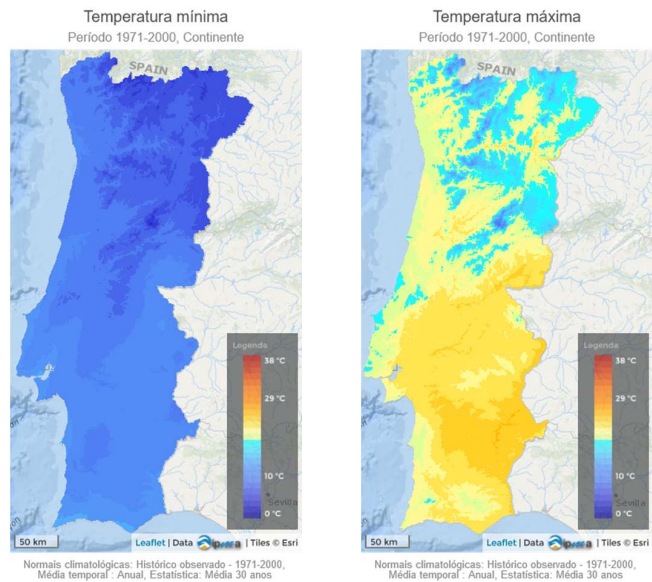 Temperatura mínima
Período 1971-2000, Continente
SPAIN
Legenda
38 °C
29 °C
10 °C
Sevilla
0 °C
50 km
Leaflet | Data ipma | Tiles © Esri
Normais climatológicas: Histórico observado - 1971-2000,
Média temporal : Anual, Estatística: Média 30 anos
Temperatura máxima
Período 1971-2000, Continente
SPAIN
Legenda
38 °C
29 °C
10 °C
Sevilla
0 °C
50 km
Leaflet | Data ipma | Tiles © Esri
Normais climatológicas: Histórico observado - 1971-2000,
Média temporal : Anual, Estatística: Média 30 anos